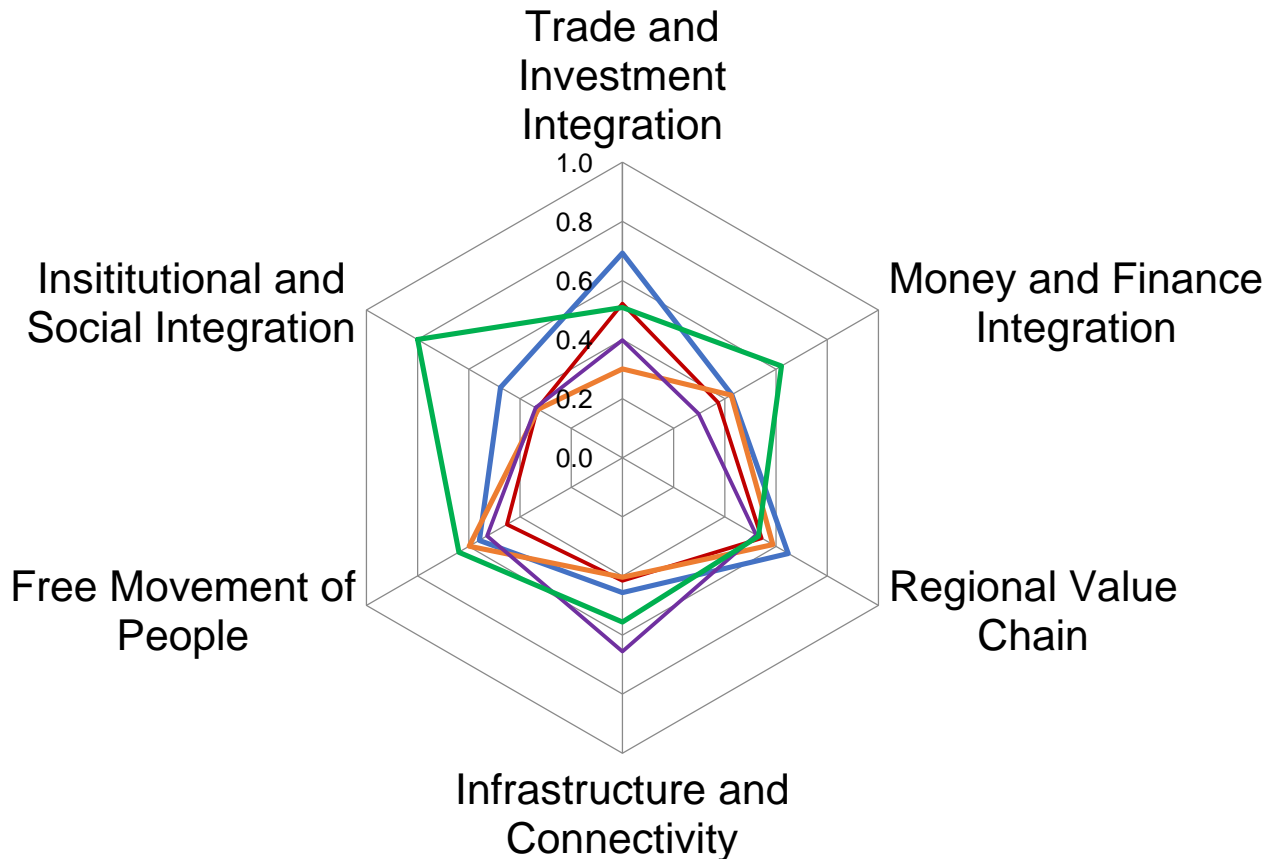 Trade and
Investment
Integration
1.0
0.8
0.6
0.4
0.2
0.0
Money and Finance
Integration
Regional Value
Chain
Infrastructure and
Connectivity
Free Movement of
People
Insititutional and
Social Integration